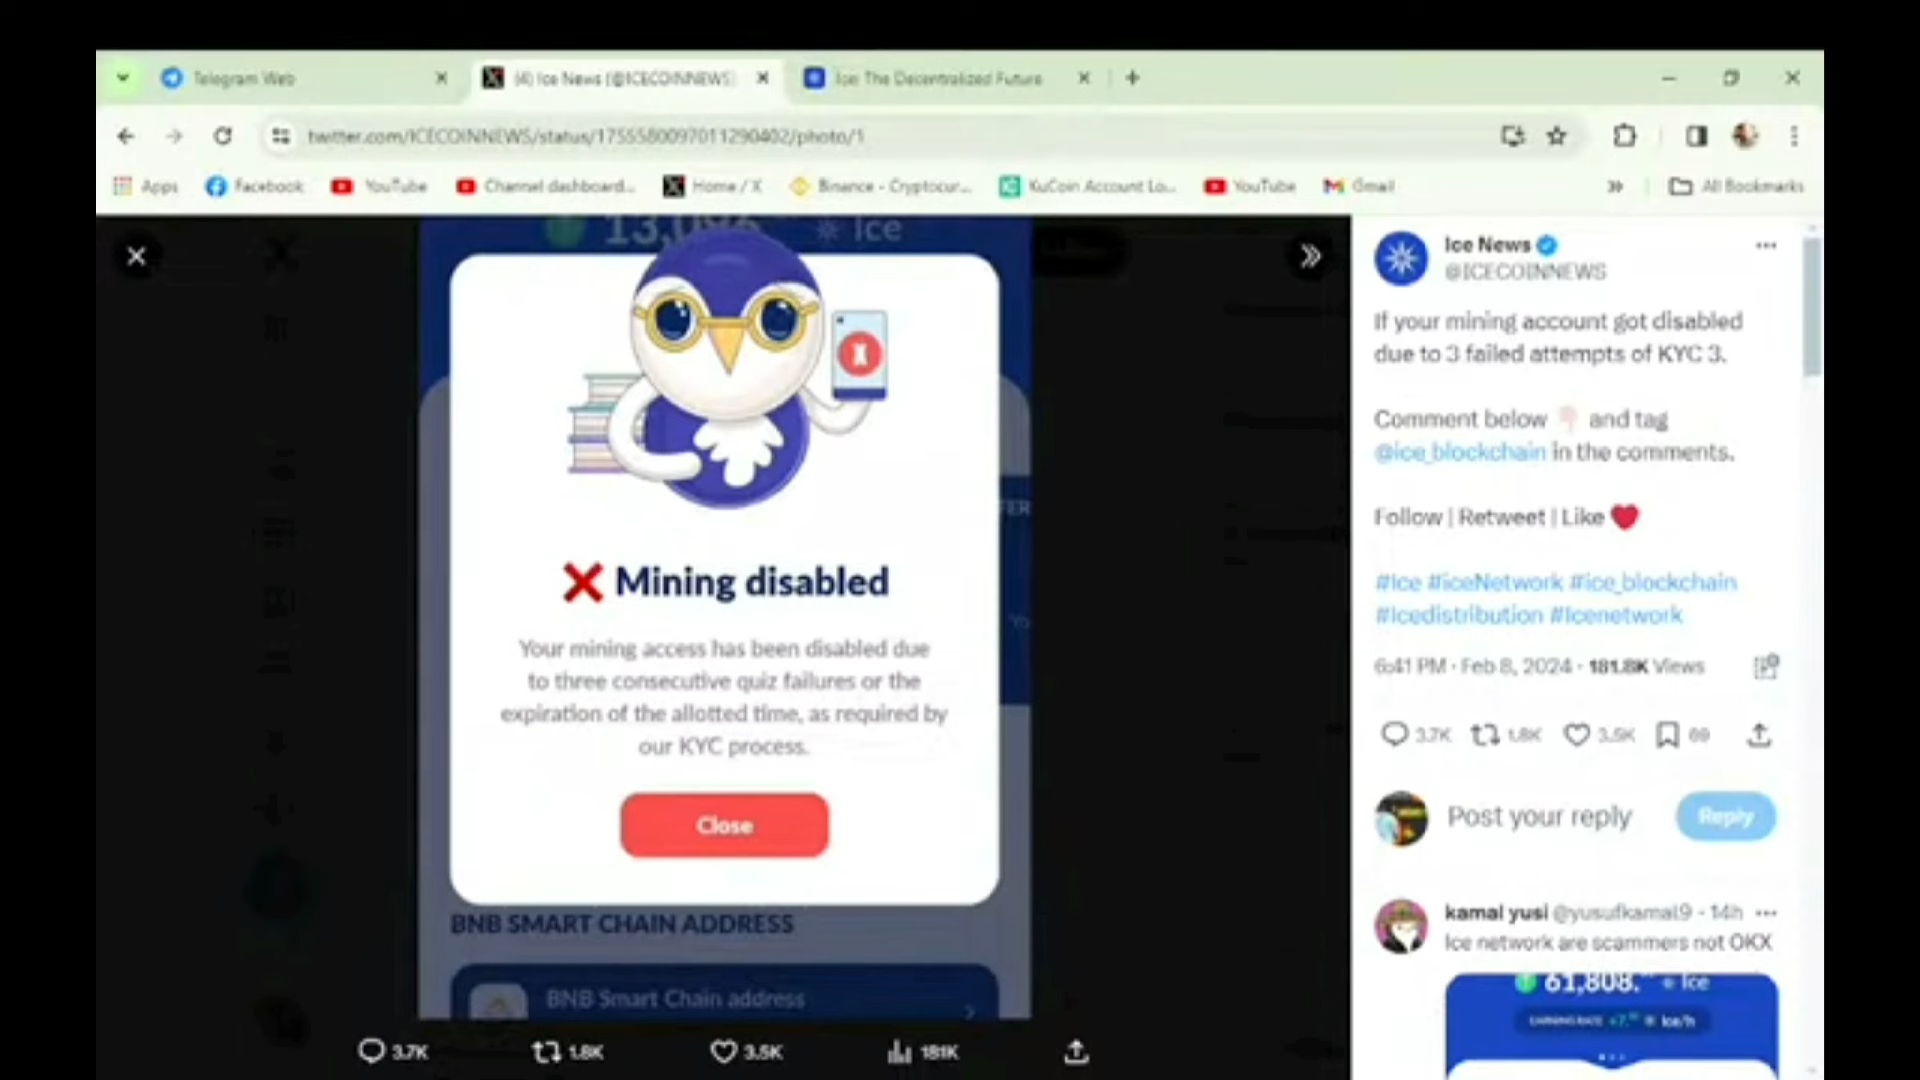 Telegram Web
(4) Ice News (@ICECOINNEWS)
Ice: The Decentralized Future
twitter.com/ICECOINNEWS/status/1755580097011290402/photo/1
Apps
Facebook
YouTube
Channel dashboard...
Home / X
Binance - Cryptocur...
KuCoin Account Lo...
YouTube
Gmail
All Bookmarks
Ice
Mining disabled
Your mining access has been disabled due
to three consecutive quiz failures or the
expiration of the allotted time, as required by
our KYC process.
Close
BNB SMART CHAIN ADDRESS
BNB Smart Chain address
3.7K
1.8K
3.5K
181K
Ice News
@ICECOINNEWS
If your mining account got disabled
due to 3 failed attempts of KYC 3.
Comment below 👇🏻 and tag
@ice_blockchain in the comments.
Follow | Retweet | Like ❤️
#Ice #iceNetwork #ice_blockchain
#Icedistribution #Icenetwork
6:41 PM · Feb 8, 2024 · 181.8K Views
3.7K
1.8K
3.5K
69
Post your reply
Reply
kamal yusi @yusufkamal9 · 14h
Ice network are scammers not OKX
61,808.
Ice
Ice/h